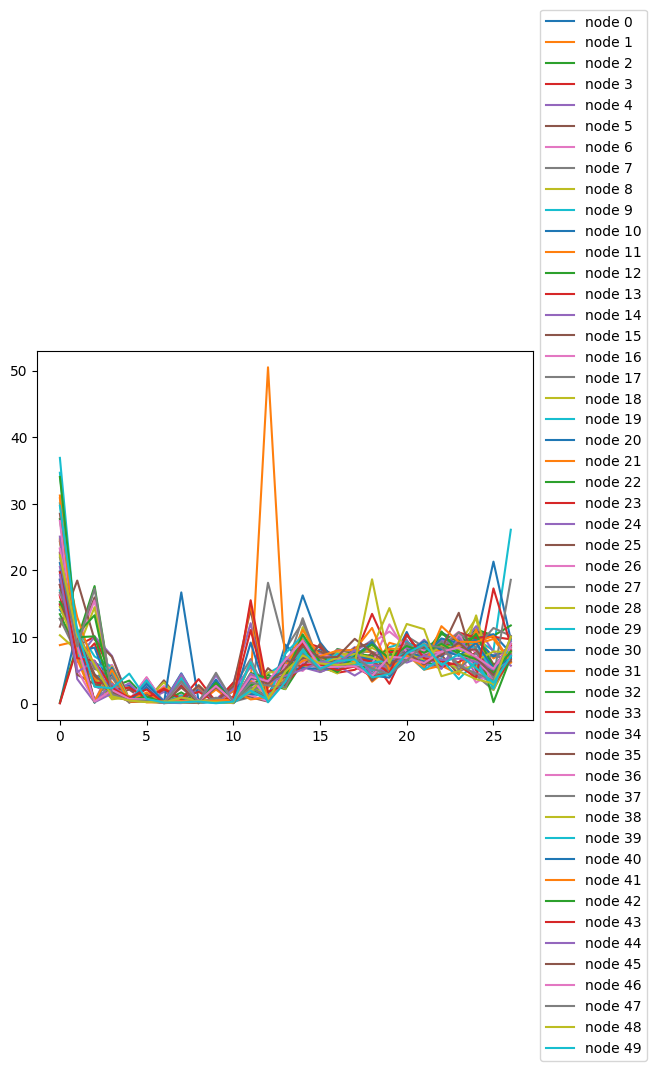 50
40
30
20
10
0
0 5 10 15 20 25
node 0
node 1
node 2
node 3
node 4
node 5
node 6
node 7
node 8
node 9
node 10
node 11
node 12
node 13
node 14
node 15
node 16
node 17
node 18
node 19
node 20
node 21
node 22
node 23
node 24
node 25
node 26
node 27
node 28
node 29
node 30
node 31
node 32
node 33
node 34
node 35
node 36
node 37
node 38
node 39
node 40
node 41
node 42
node 43
node 44
node 45
node 46
node 47
node 48
node 49